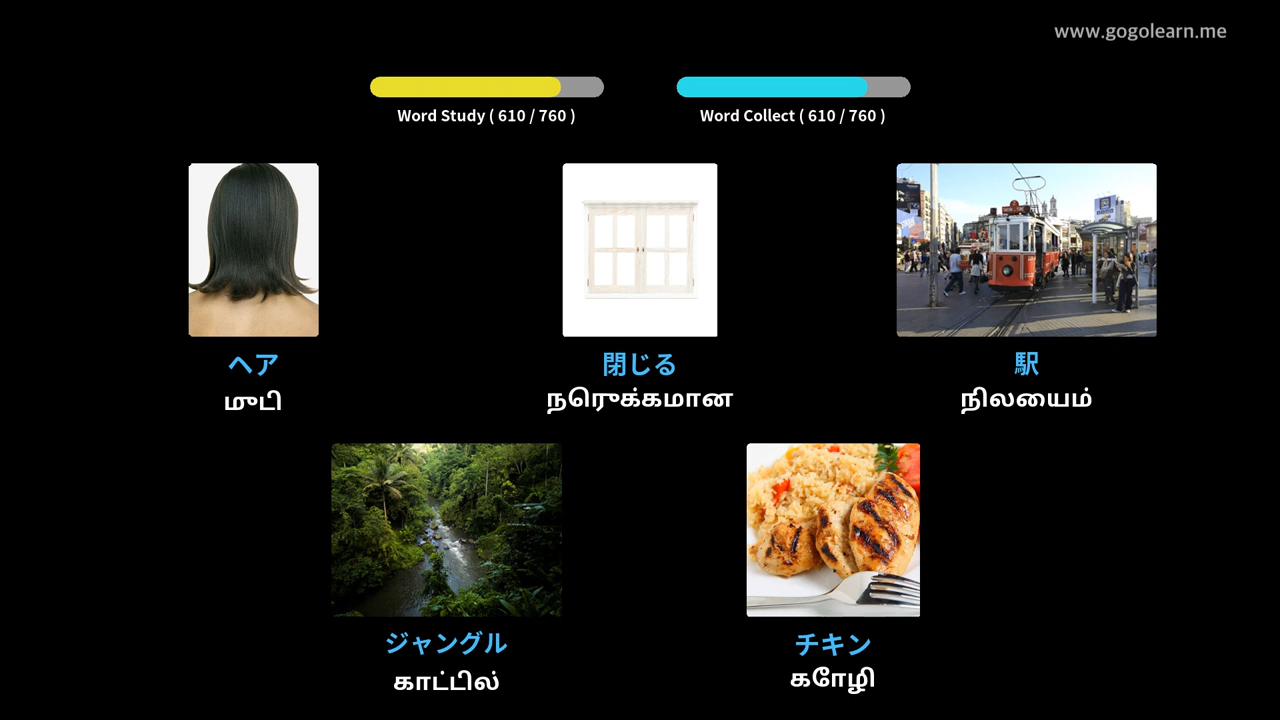 www.gogolearn.me
Word Study ( 610 / 760 )
Word Collect ( 610 / 760 )
ヘア
முடி
閉じる
நெருக்கமான
駅
நிலையம்
ジャングル
காட்டில்
チキン
கோழி